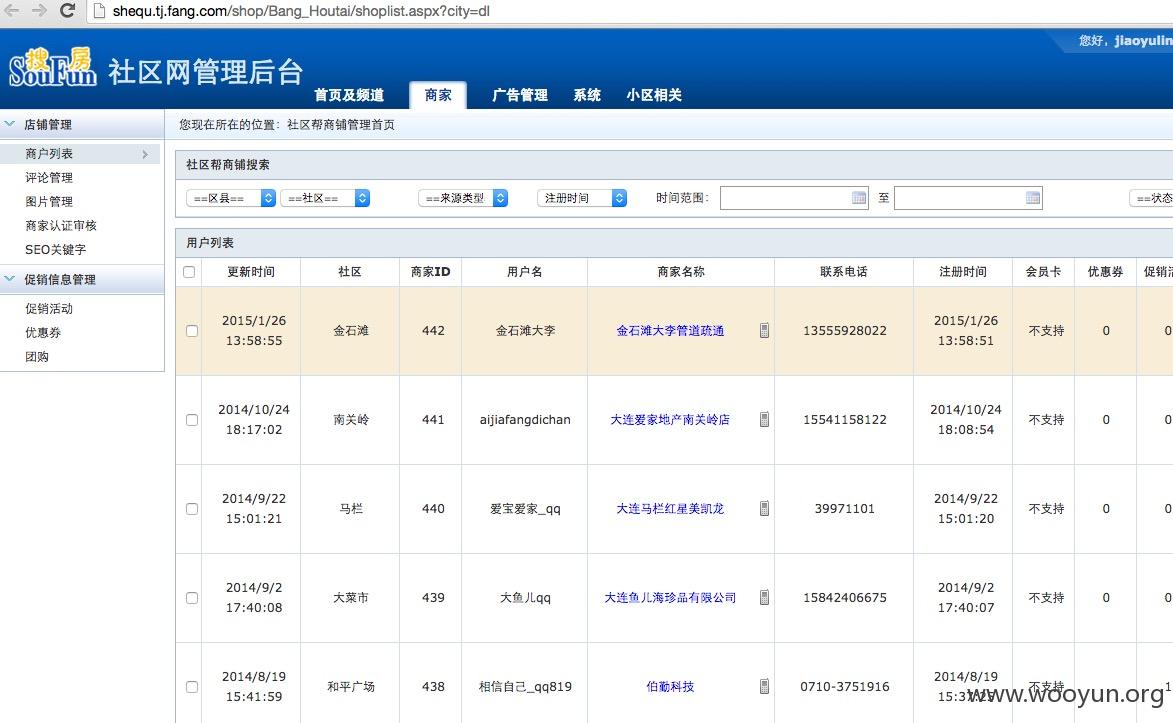 shequ.tj.fang.com/shop/Bang_Houtai/shoplist.aspx?city=dl
您好，jiaoyulin
搜房 SouFun 社区网管理后台
首页及频道 商家 广告管理 系统 小区相关
店铺管理
您现在所在的位置：社区帮商铺管理首页
商户列表
评论管理
图片管理
商家认证审核
SEO关键字
促销信息管理
促销活动
优惠券
团购
社区帮商铺搜索
==区县== ==社区== ==来源类型 注册时间 时间范围： 至 ==状态
用户列表
更新时间 社区 商家ID 用户名 商家名称 联系电话 注册时间 会员卡 优惠券 促销活
2015/1/26 13:58:55 金石滩 442 金石滩大李 金石滩大李管道疏通 13555928022 2015/1/26 13:58:51 不支持 0 0
2014/10/24 18:17:02 南关岭 441 aijiafangdichan 大连爱家地产南关岭店 15541158122 2014/10/24 18:08:54 不支持 0 0
2014/9/22 15:01:21 马栏 440 爱宝爱家_qq 大连马栏红星美凯龙 39971101 2014/9/22 15:01:20 不支持 0 0
2014/9/2 17:40:08 大菜市 439 大鱼儿qq 大连鱼儿海珍品有限公司 15842406675 2014/9/2 17:40:07 不支持 0 0
2014/8/19 15:41:59 和平广场 438 相信自己_qq819 伯勤科技 0710-3751916 2014/8/19 15:37: 不支持 0 1
www.wooyun.org